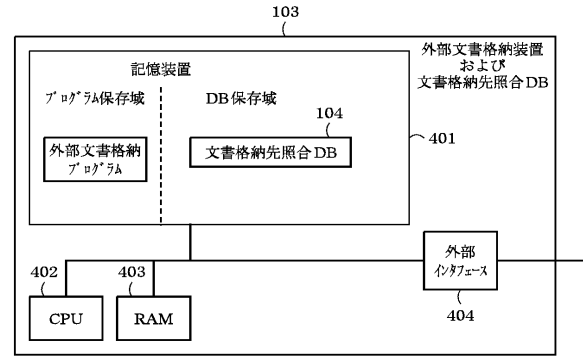 103
外部文書格納装置
および
文書格納先照合DB
記憶装置
プログラム保存域
DB保存域
104
外部文書格納
プログラム
文書格納先照合DB
401
402
403
外部
インタフェース
404
CPU
RAM